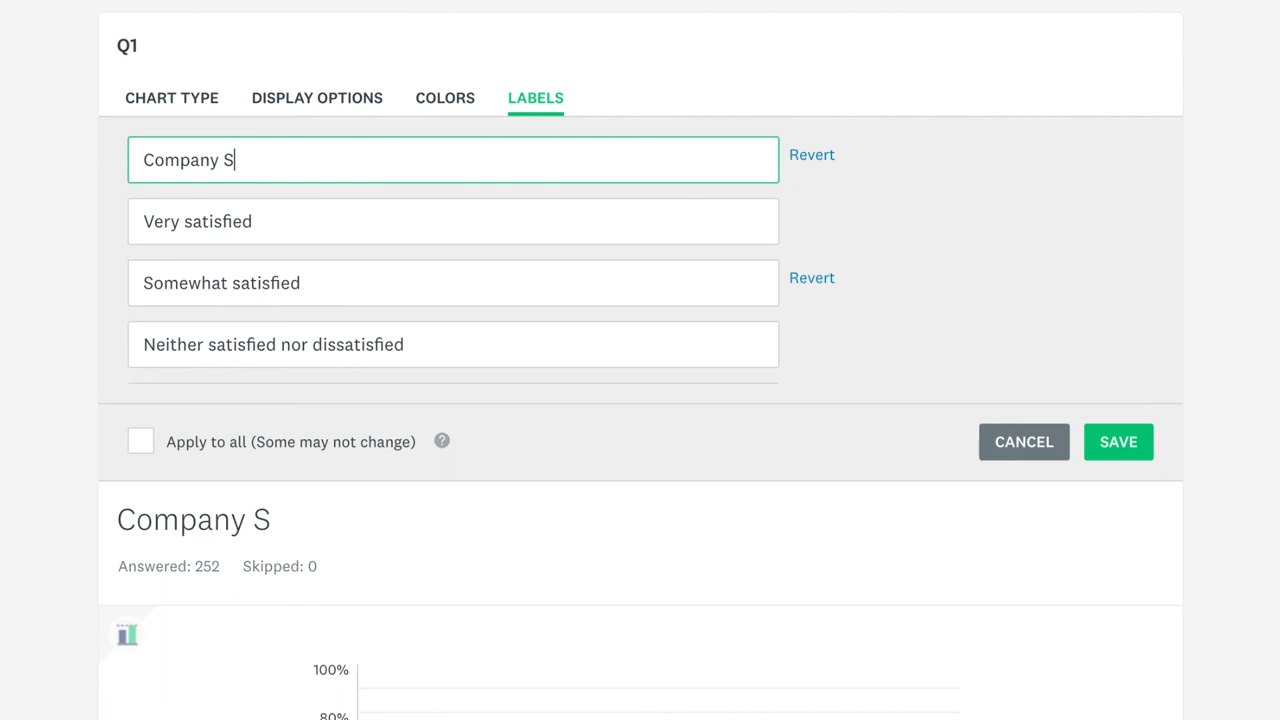 Q1
CHART TYPE DISPLAY OPTIONS COLORS LABELS
Company S Revert
Very satisfied
Somewhat satisfied Revert
Neither satisfied nor dissatisfied
Apply to all (Some may not change) ? CANCEL SAVE
Company S
Answered: 252 Skipped: 0
100%
80%